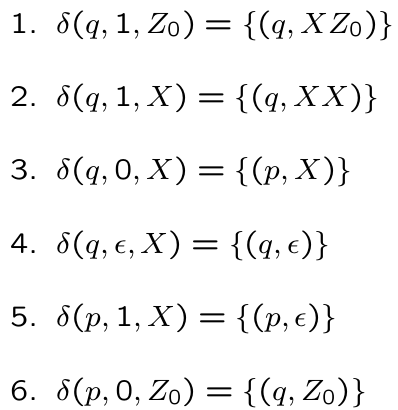 1. δ(q, 1, Z₀) = {(q, XZ₀)}
2. δ(q, 1, X) = {(q, XX)}
3. δ(q, 0, X) = {(p, X)}
4. δ(q, ϵ, X) = {(q, ϵ)}
5. δ(p, 1, X) = {(p, ϵ)}
6. δ(p, 0, Z₀) = {(q, Z₀)}